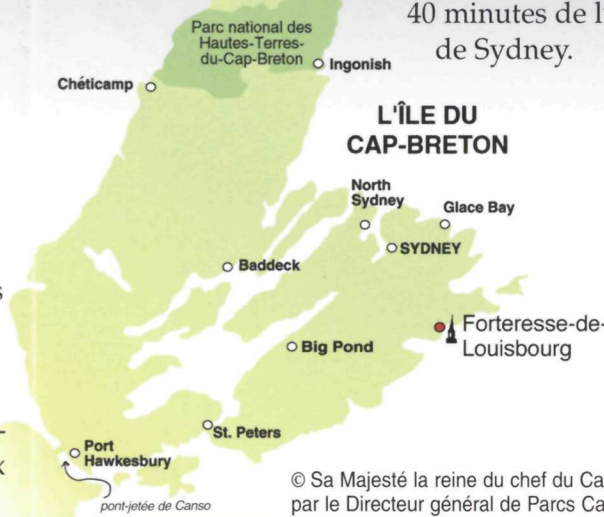 40 minutes de l'
de Sydney.
Parc national des
Hautes-Terres-
du-Cap-Breton
Ingonish
Chéticamp
L'ÎLE DU
CAP-BRETON
North
Sydney
Glace Bay
SYDNEY
Baddeck
s
Forteresse-de-
Louisbourg
Big Pond
St. Peters
-
Port
Hawkesbury
x
pont-jetée de Canso
© Sa Majesté la reine du chef du Ca
par le Directeur général de Parcs Ca